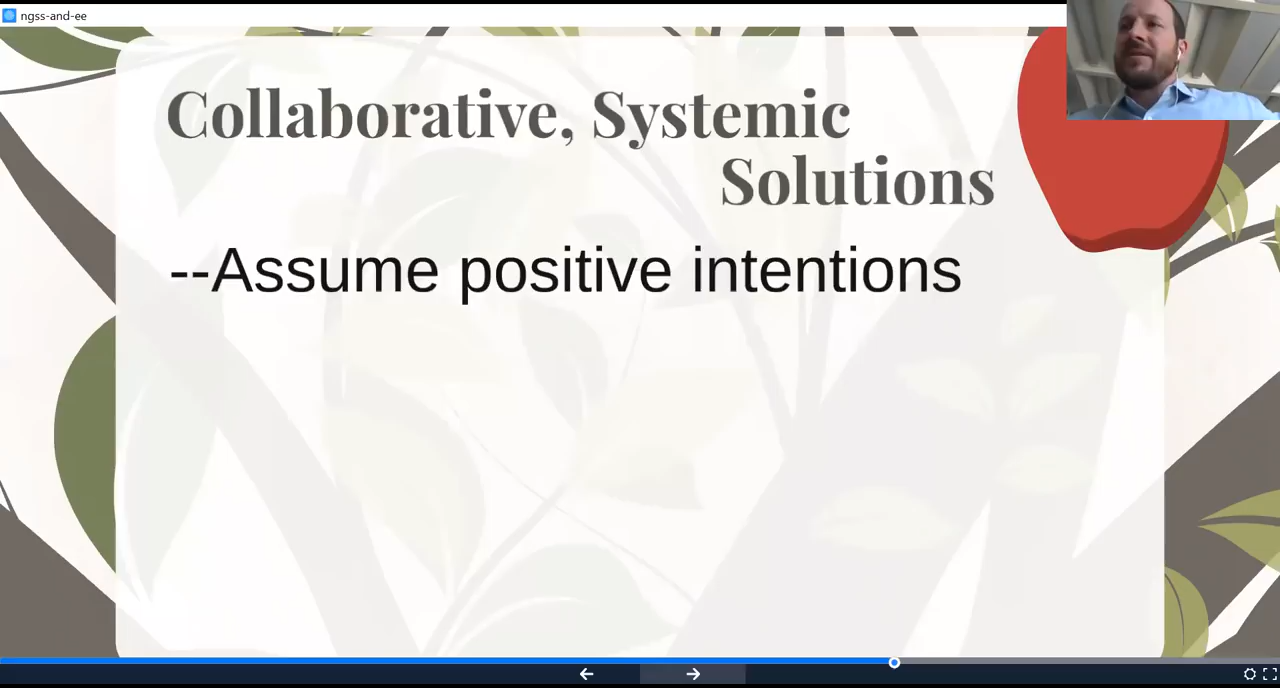 ngss-and-ee
Collaborative, Systemic
Solutions
--Assume positive intentions